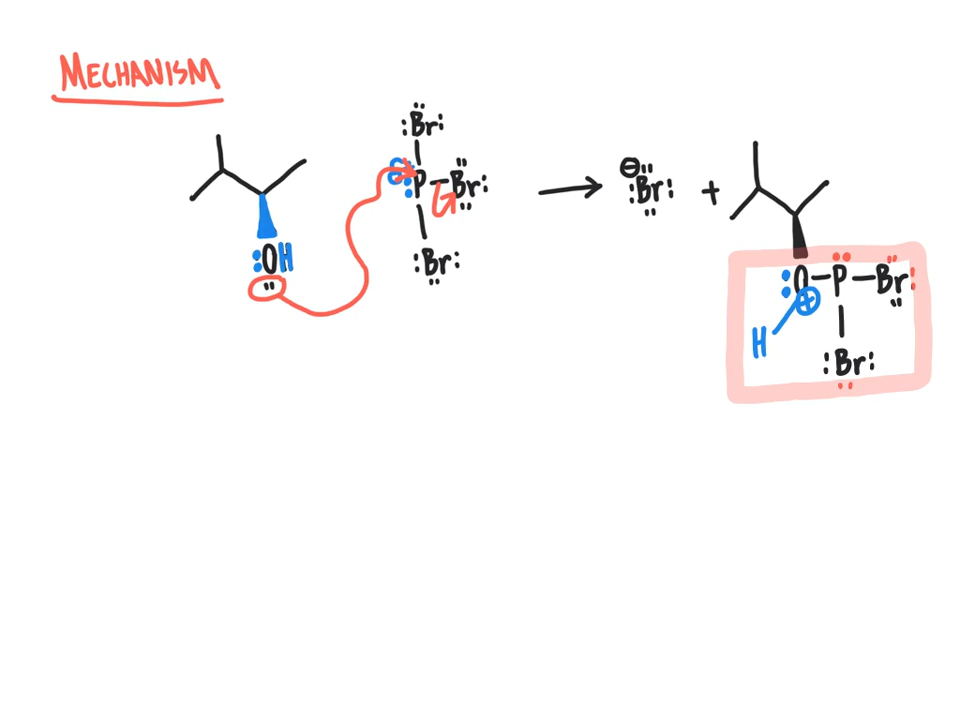 MECHANISM
:Br:
:P-Br:
:Br:
:OH
⊖
:Br: +
:O-P-Br:
⊕
H
:Br: